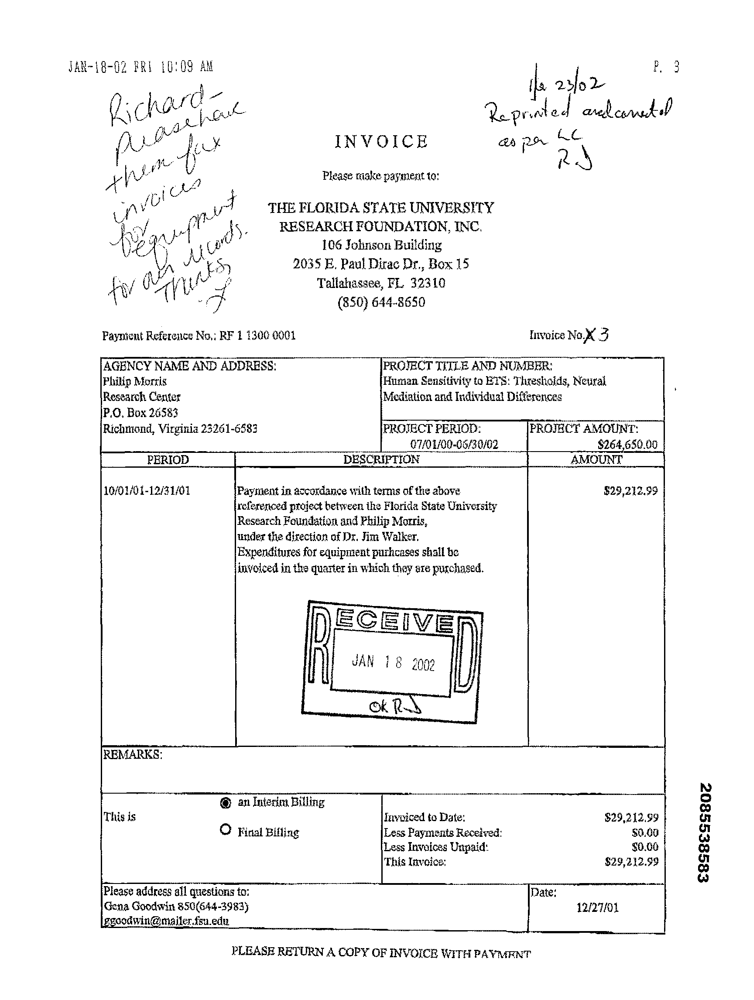 JAN-18-02 FRI 10:09 AM
P. 3
Richard-
Please have
them fax
invoices
for
equipment
for our records.
Thanks,
23/02
Reprinted and corrected
as per LC
RJ
INVOICE
Please make payment to:
THE FLORIDA STATE UNIVERSITY
RESEARCH FOUNDATION, INC.
106 Johnson Building
2035 E. Paul Dirac Dr., Box 15
Tallahassee, FL 32310
(850) 644-8650
Payment Reference No.: RF 1 1300 0001
Invoice No. X 3
AGENCY NAME AND ADDRESS:
Philip Morris
Research Center
P.O. Box 26583
Richmond, Virginia 23261-6583
PROJECT TITLE AND NUMBER:
Human Sensitivity to ETS: Thresholds, Neural
Mediation and Individual Differences
PROJECT PERIOD:
07/01/00-06/30/02
PROJECT AMOUNT:
$264,650.00
PERIOD DESCRIPTION AMOUNT
10/01/01-12/31/01
Payment in accordance with terms of the above
referenced project between the Florida State University
Research Foundation and Philip Morris,
under the direction of Dr. Jim Walker.
Expenditures for equipment purhcases shall be
invoiced in the quarter in which they are purchased.
$29,212.99
RECEIVED
JAN 18 2002
OK RJ
REMARKS:
This is
an Interim Billing
Final Billing
Invoiced to Date: $29,212.99
Less Payments Received: $0.00
Less Invoices Unpaid: $0.00
This Invoice: $29,212.99
Please address all questions to:
Gena Goodwin 850(644-3983)
ggoodwin@mailer.fsu.edu
Date:
12/27/01
PLEASE RETURN A COPY OF INVOICE WITH PAYMENT
2085538583